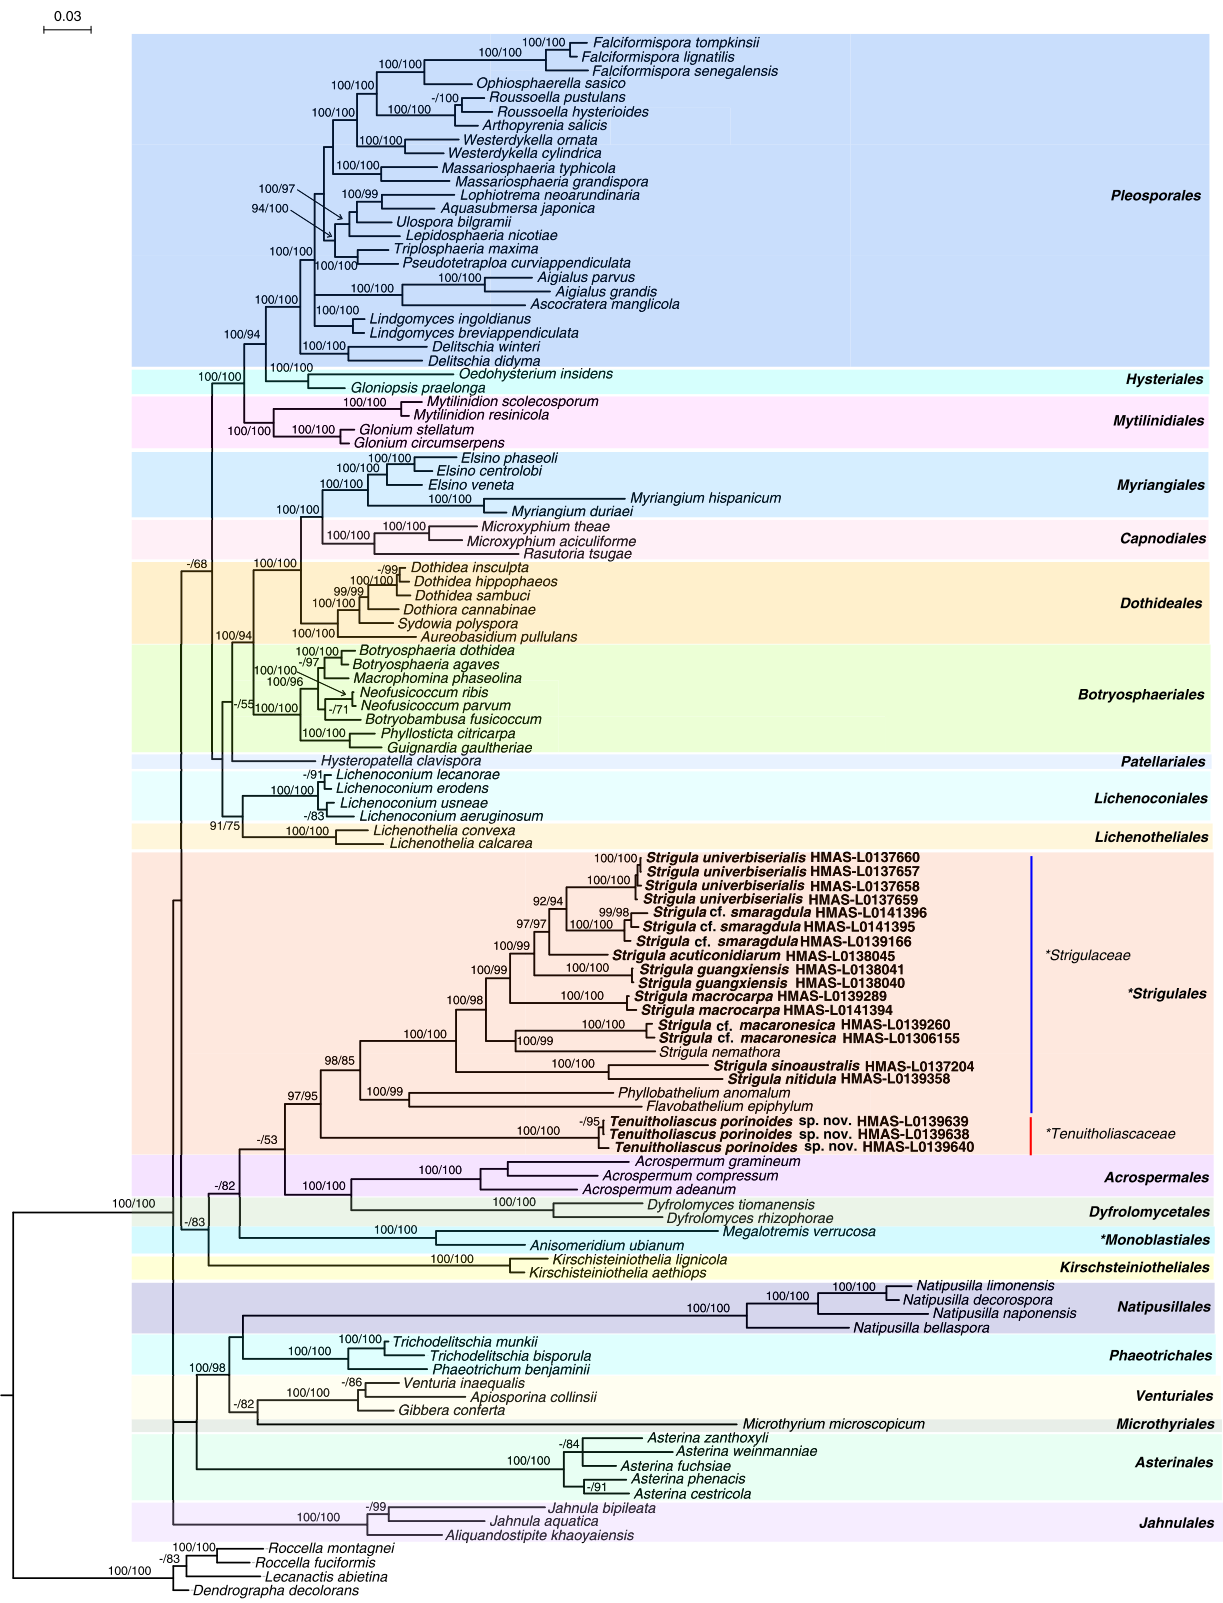 0.03
100/100 Falciformispora tompkinsii
100/100 Falciformispora lignatilis
Falciformispora senegalensis
100/100 Ophiosphaerella sasico
100/100 -/100 Roussoella pustulans
100/100 Roussoella hysterioides
100/100 Arthopyrenia salicis
100/100 Westerdykella ornata
Westerdykella cylindrica
100/100 Massariosphaeria typhicola
Massariosphaeria grandispora
100/97 100/99 Lophiotrema neoarundinaria
Pleosporales
94/100 Aquasubmersa japonica
Ulospora bilgramii
Lepidosphaeria nicotiae
100/100 Triplosphaeria maxima
100/100 Pseudotetraploa curviappendiculata
100/100 Aigialus parvus
100/100 Aigialus grandis
100/100 Ascocratera manglicola
100/100 Lindgomyces ingoldianus
100/94 Lindgomyces breviappendiculata
100/100 Delitschia winteri
Delitschia didyma
100/100 100/100 Oedohysterium insidens
Hysteriales
Gloniopsis praelonga
100/100 Mytilinidion scolecosporum
Mytilinidion resinicola
Mytilinidiales
100/100 100/100 Glonium stellatum
Glonium circumserpens
100/100 Elsino phaseoli
100/100 Elsino centrolobi
100/100 Elsino veneta
Myriangiales
100/100 Myriangium hispanicum
100/100 Myriangium duriaei
100/100 Microxyphium theae
100/100 Microxyphium aciculiforme
Capnodiales
Rasutoria tsugae
-/68 100/100 -/99 Dothidea insculpta
100/100 Dothidea hippophaeos
99/99 Dothidea sambuci
100/100 Dothiora cannabinae
Dothideales
Sydowia polyspora
100/94 100/100 Aureobasidium pullulans
100/100 Botryosphaeria dothidea
-/97 Botryosphaeria agaves
100/100 Macrophomina phaseolina
100/96 Neofusicoccum ribis
Botryosphaeriales
-/55 100/100 -/71 Neofusicoccum parvum
Botryobambusa fusicoccum
100/100 Phyllosticta citricarpa
Guignardia gaultheriae
Hysteropatella clavispora
Patellariales
-/91 Lichenoconium lecanorae
100/100 Lichenoconium erodens
Lichenoconium usneae
Lichenoconiales
-/83 Lichenoconium aeruginosum
91/75 100/100 Lichenothelia convexa
Lichenotheliales
Lichenothelia calcarea
100/100 Strigula univerbiserialis HMAS-L0137660
Strigula univerbiserialis HMAS-L0137657
100/100 Strigula univerbiserialis HMAS-L0137658
92/94 Strigula univerbiserialis HMAS-L0137659
99/98 Strigula cf. smaragdula HMAS-L0141396
97/97 100/100 Strigula cf. smaragdula HMAS-L0141395
Strigula cf. smaragdula HMAS-L0139166
100/99 Strigula acuticonidiarum HMAS-L0138045
*Strigulaceae
100/99 100/100 Strigula guangxiensis HMAS-L0138041
Strigula guangxiensis HMAS-L0138040
*Strigulales
100/98 100/100 Strigula macrocarpa HMAS-L0139289
Strigula macrocarpa HMAS-L0141394
100/100 100/100 Strigula cf. macaronesica HMAS-L0139260
100/99 Strigula cf. macaronesica HMAS-L01306155
Strigula nemathora
98/85 100/100 Strigula sinoaustralis HMAS-L0137204
Strigula nitidula HMAS-L0139358
97/95 100/99 Phyllobathelium anomalum
Flavobathelium epiphylum
-/95 Tenuitholiascus porinoides sp. nov. HMAS-L0139639
-/53 100/100 Tenuitholiascus porinoides sp. nov. HMAS-L0139638
*Tenuitholiascaceae
Tenuitholiascus porinoides sp. nov. HMAS-L0139640
100/100 Acrospermum gramineum
-/82 100/100 Acrospermum compressum
Acrospermales
Acrospermum adeanum
100/100 100/100 Dyfrolomyces tiomanensis
Dyfrolomycetales
-/83 Dyfrolomyces rhizophorae
100/100 Megalotremis verrucosa
*Monoblastiales
Anisomeridium ubianum
100/100 Kirschisteiniothelia lignicola
Kirschsteiniotheliales
Kirschisteiniothelia aethiops
100/100 Natipusilla limonensis
100/100 Natipusilla decorospora
Natipusillales
100/100 Natipusilla naponensis
Natipusilla bellaspora
100/100 Trichodelitschia munkii
100/100 Trichodelitschia bisporula
Phaeotrichales
100/98 Phaeotrichum benjaminii
-/86 Venturia inaequalis
100/100 Apiosporina collinsii
Venturiales
-/82 Gibbera conferta
Microthyrium microscopicum
Microthyriales
-/84 Asterina zanthoxyli
Asterina weinmanniae
100/100 Asterina fuchsiae
Asterinales
-/91 Asterina phenacis
Asterina cestricola
-/99 Jahnula bipileata
100/100 Jahnula aquatica
Jahnulales
Aliquandostipite khaoyaiensis
100/100 Roccella montagnei
-/83 Roccella fuciformis
100/100 Lecanactis abietina
Dendrographa decolorans